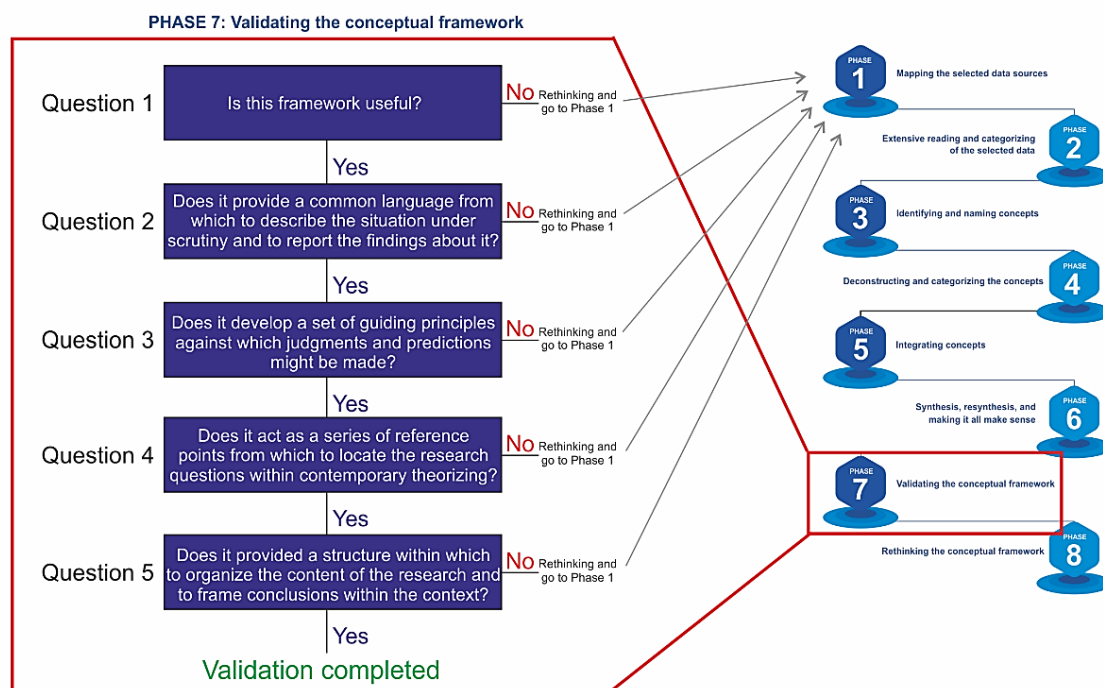 PHASE 7: Validating the conceptual framework
Question 1
Is this framework useful?
No
Rethinking and
go to Phase 1
Yes
Question 2
Does it provide a common language from
which to describe the situation under
scrutiny and to report the findings about it?
No
Rethinking and
go to Phase 1
Yes
Question 3
Does it develop a set of guiding principles
against which judgments and predictions
might be made?
No
Rethinking and
go to Phase 1
Yes
Question 4
Does it act as a series of reference
points from which to locate the research
questions within contemporary theorizing?
No
Rethinking and
go to Phase 1
Yes
Question 5
Does it provided a structure within which
to organize the content of the research and
to frame conclusions within the context?
No
Rethinking and
go to Phase 1
Yes
Validation completed
PHASE
1
Mapping the selected data sources
PHASE
2
Extensive reading and categorizing
of the selected data
PHASE
3
Identifying and naming concepts
PHASE
4
Deconstructing and categorizing the concepts
PHASE
5
Integrating concepts
PHASE
6
Synthesis, resynthesis, and
making it all make sense
PHASE
7
Validating the conceptual framework
PHASE
8
Rethinking the conceptual framework